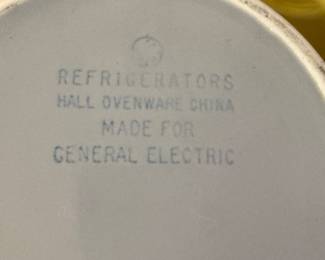 REFRIGERATORS
HALL OVENWARE CHINA
MADE FOR
GENERAL ELECTRIC